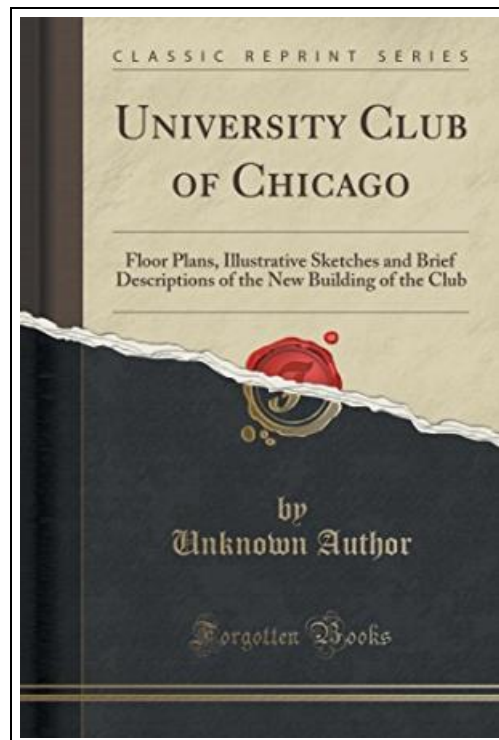 CLASSIC REPRINT SERIES
UNIVERSITY CLUB
OF CHICAGO
Floor Plans, Illustrative Sketches and Brief
Descriptions of the New Building of the Club
by
Unknown Author
Forgotten Books